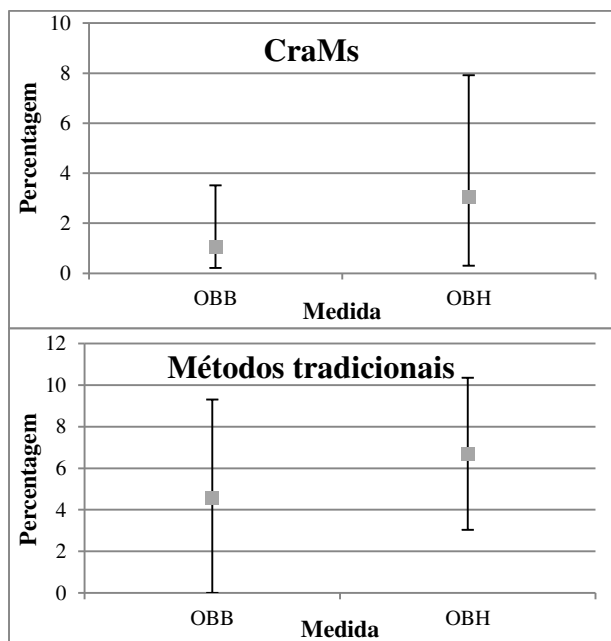 CraMs
Percentagem
10
8
6
4
2
0
OBB
OBH
Medida
Métodos tradicionais
Percentagem
12
10
8
6
4
2
0
OBB
OBH
Medida